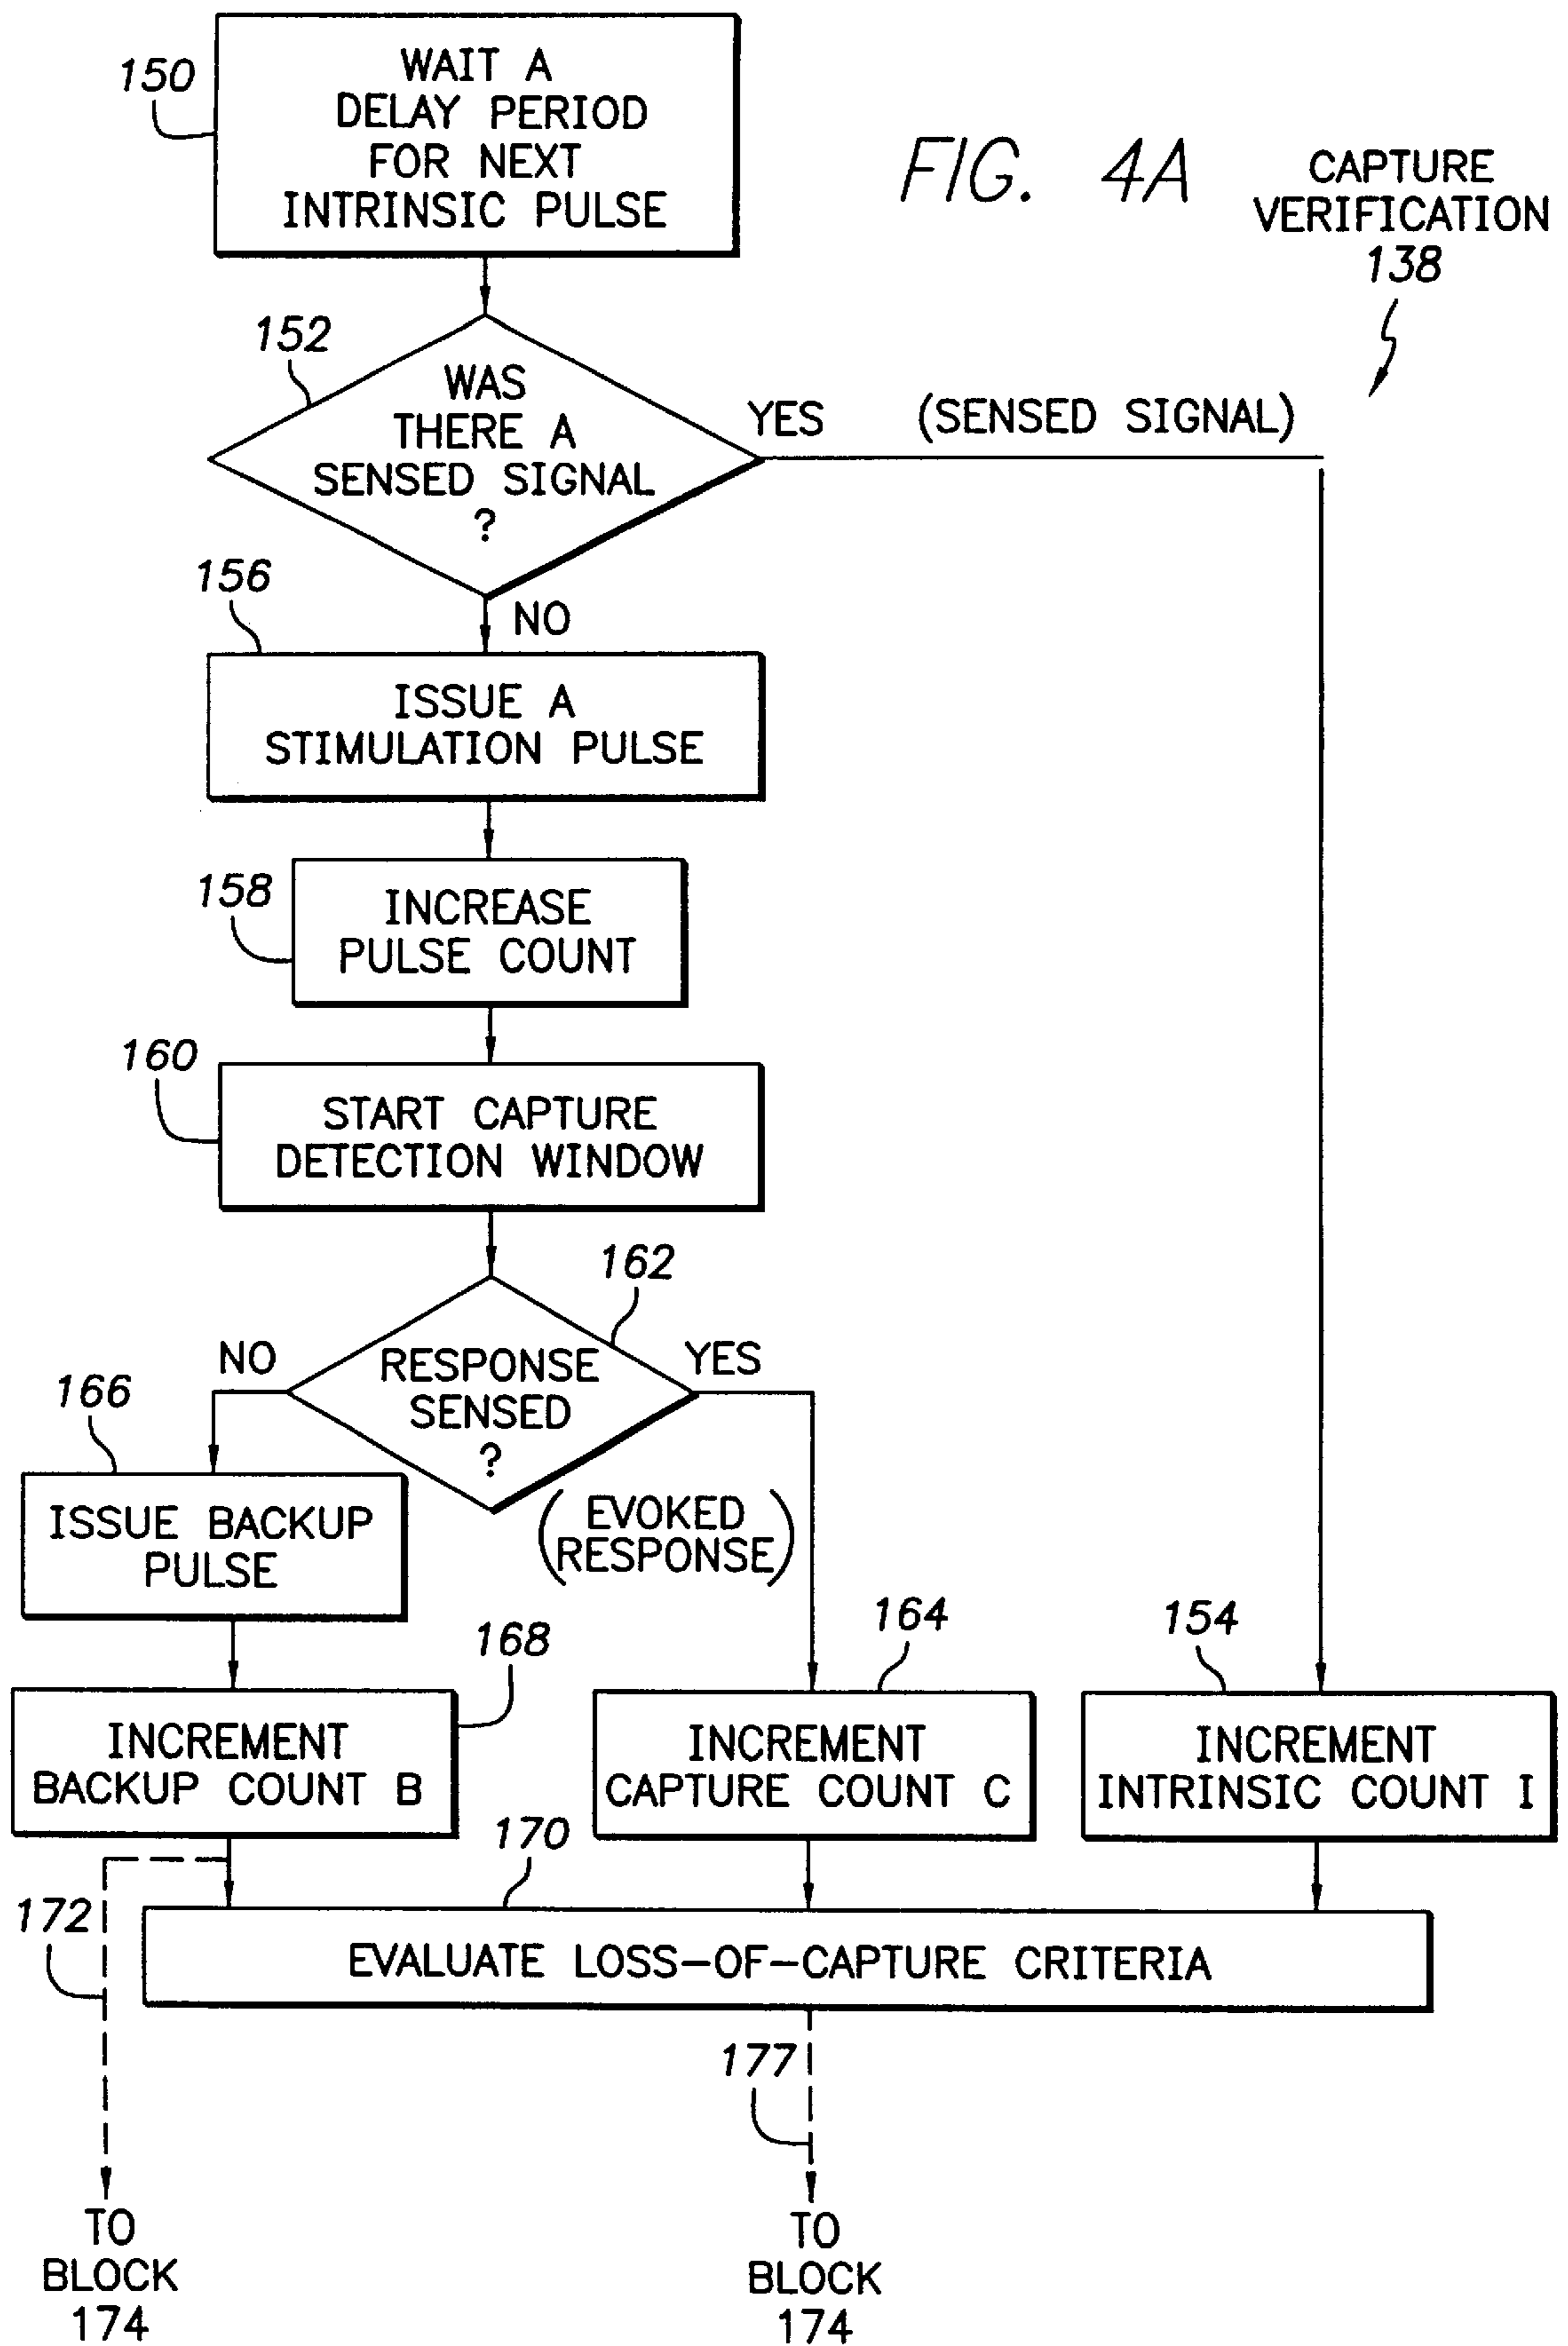 150
WAIT A
DELAY PERIOD
FOR NEXT
INTRINSIC PULSE
FIG. 4A
CAPTURE
VERIFICATION
138
152
WAS
THERE A
SENSED SIGNAL
?
YES
(SENSED SIGNAL)
NO
156
ISSUE A
STIMULATION PULSE
158
INCREASE
PULSE COUNT
160
START CAPTURE
DETECTION WINDOW
162
RESPONSE
SENSED
?
NO
YES
(EVOKED
RESPONSE)
166
ISSUE BACKUP
PULSE
168
INCREMENT
BACKUP COUNT B
164
INCREMENT
CAPTURE COUNT C
154
INCREMENT
INTRINSIC COUNT I
170
EVALUATE LOSS-OF-CAPTURE CRITERIA
172
177
TO
BLOCK
174
TO
BLOCK
174